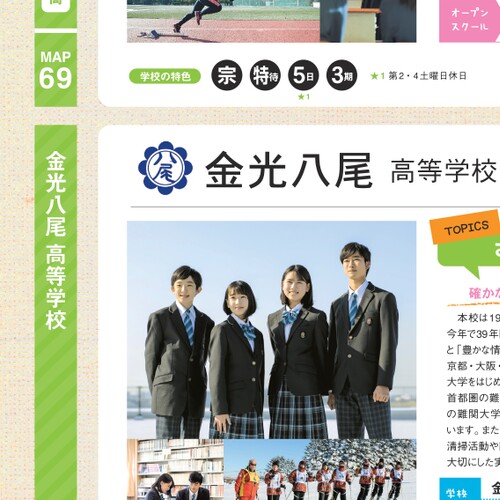 MAP
69
オープン
スクール
学校の特色
宗
特待
5日
3期
★1 第2・4土曜日休日
★1
金光八尾 高等学校
八尾
金光八尾 高等学校
TOPICS
確か
本校は19
今年で39年
と「豊かな情
京都・大阪・
大学をはじめ
首都圏の難
の難関大学
います。また
清掃活動や
大切にした実
学校